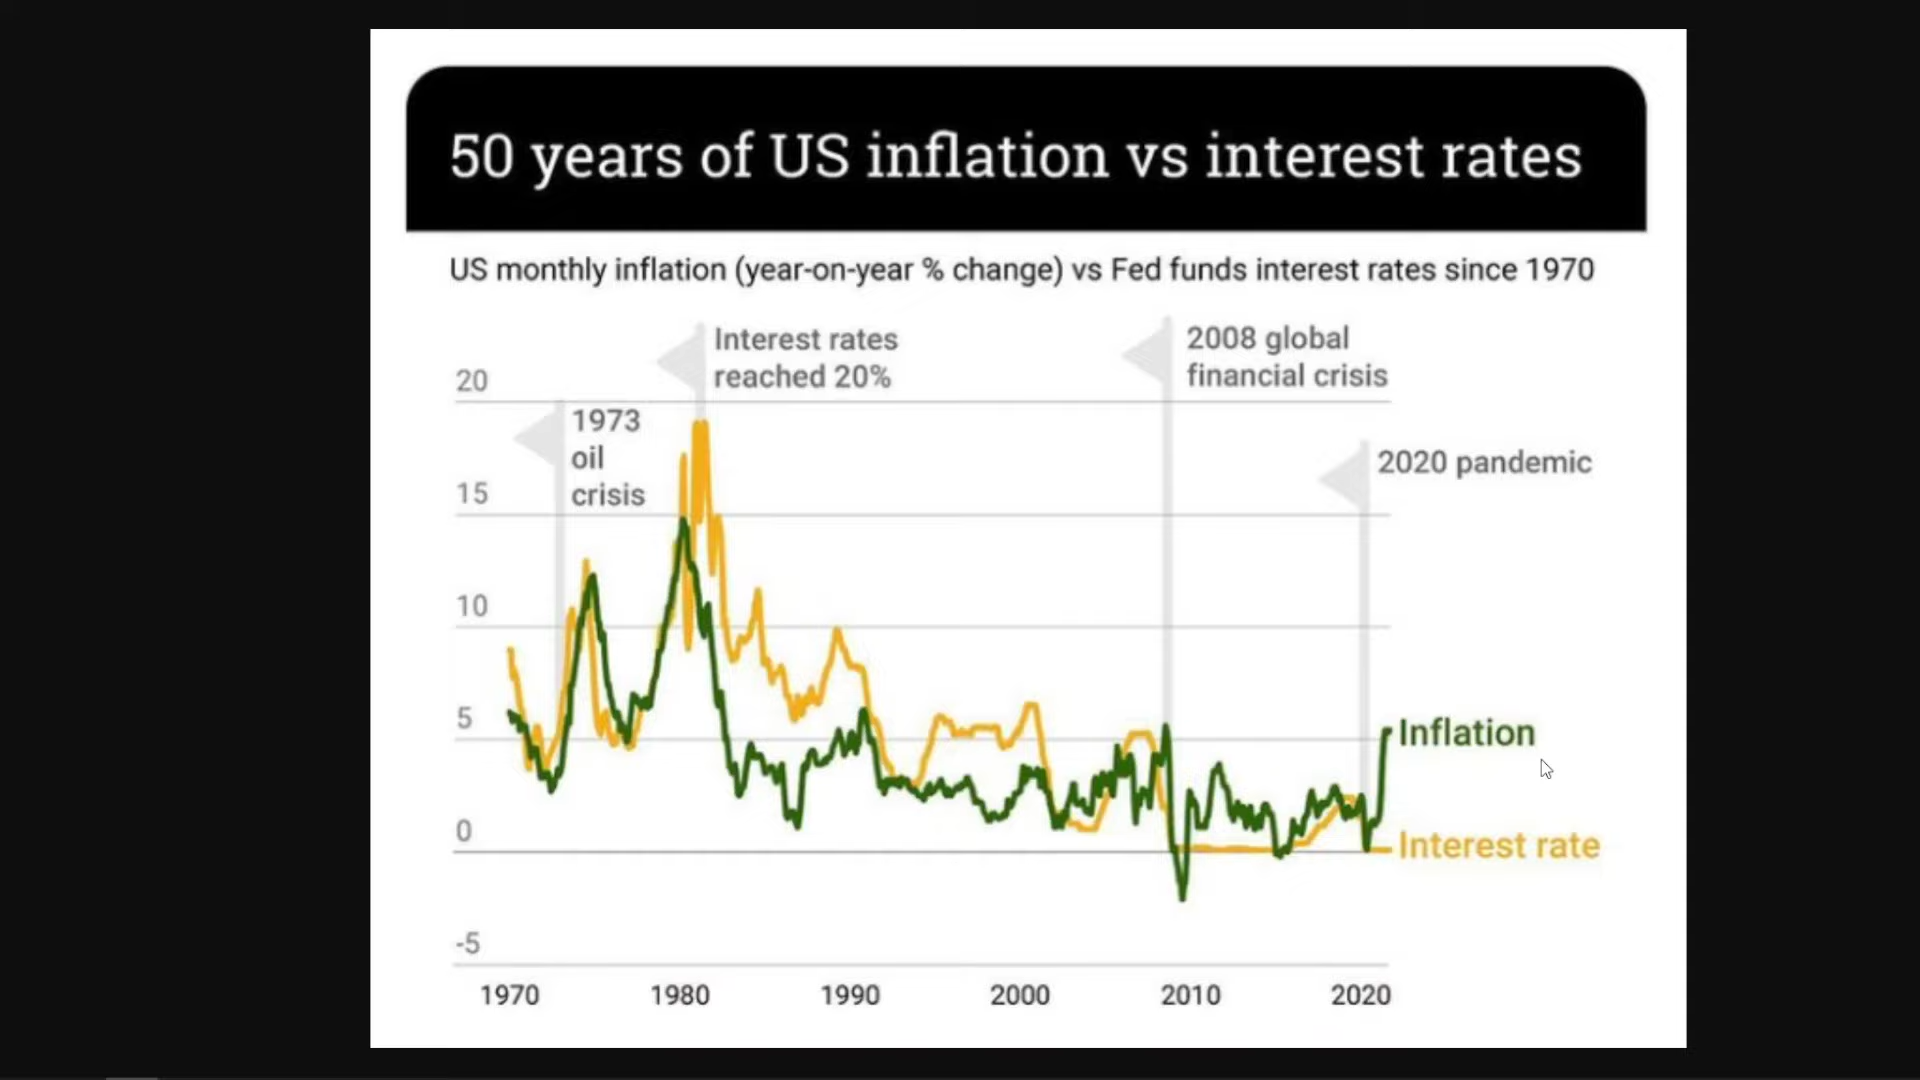 50 years of US inflation vs interest rates
US monthly inflation (year-on-year % change) vs Fed funds interest rates since 1970
Interest rates
reached 20%
2008 global
financial crisis
20
1973
oil
crisis
2020 pandemic
15
10
5
Inflation
0
Interest rate
-5
1970 1980 1990 2000 2010 2020